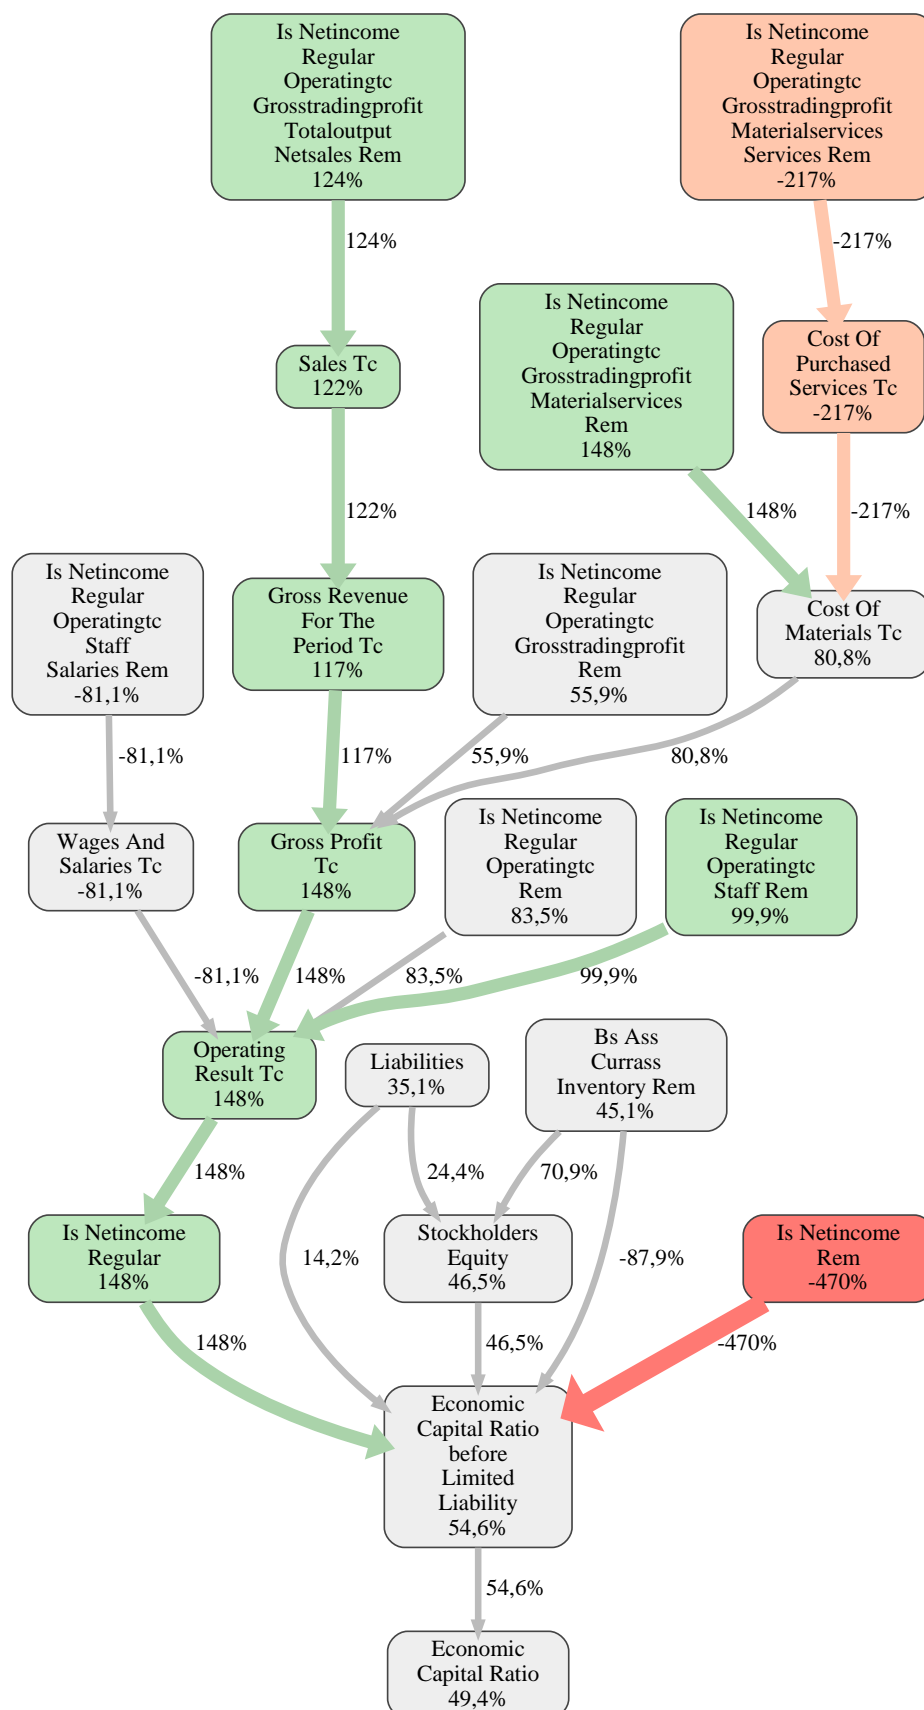 Is Netincome
Regular
Operatingtc
Grosstradingprofit
Totaloutput
Netsales Rem
124%
Is Netincome
Regular
Operatingtc
Grosstradingprofit
Materialservices
Services Rem
-217%
124%
-217%
Is Netincome
Regular
Operatingtc
Grosstradingprofit
Materialservices
Rem
148%
Sales Tc
122%
Cost Of
Purchased
Services Tc
-217%
122%
148%
-217%
Is Netincome
Regular
Operatingtc
Staff
Salaries Rem
-81,1%
Gross Revenue
For The
Period Tc
117%
Is Netincome
Regular
Operatingtc
Grosstradingprofit
Rem
55,9%
Cost Of
Materials Tc
80,8%
-81,1%
117%
55,9%
80,8%
Wages And
Salaries Tc
-81,1%
Gross Profit
Tc
148%
Is Netincome
Regular
Operatingtc
Rem
83,5%
Is Netincome
Regular
Operatingtc
Staff Rem
99,9%
-81,1%
148%
83,5%
99,9%
Operating
Result Tc
148%
Liabilities
35,1%
Bs Ass
Currass
Inventory Rem
45,1%
148%
24,4%
70,9%
Is Netincome
Regular
148%
14,2%
Stockholders
Equity
46,5%
-87,9%
Is Netincome
Rem
-470%
148%
46,5%
-470%
Economic
Capital Ratio
before
Limited
Liability
54,6%
54,6%
Economic
Capital Ratio
49,4%